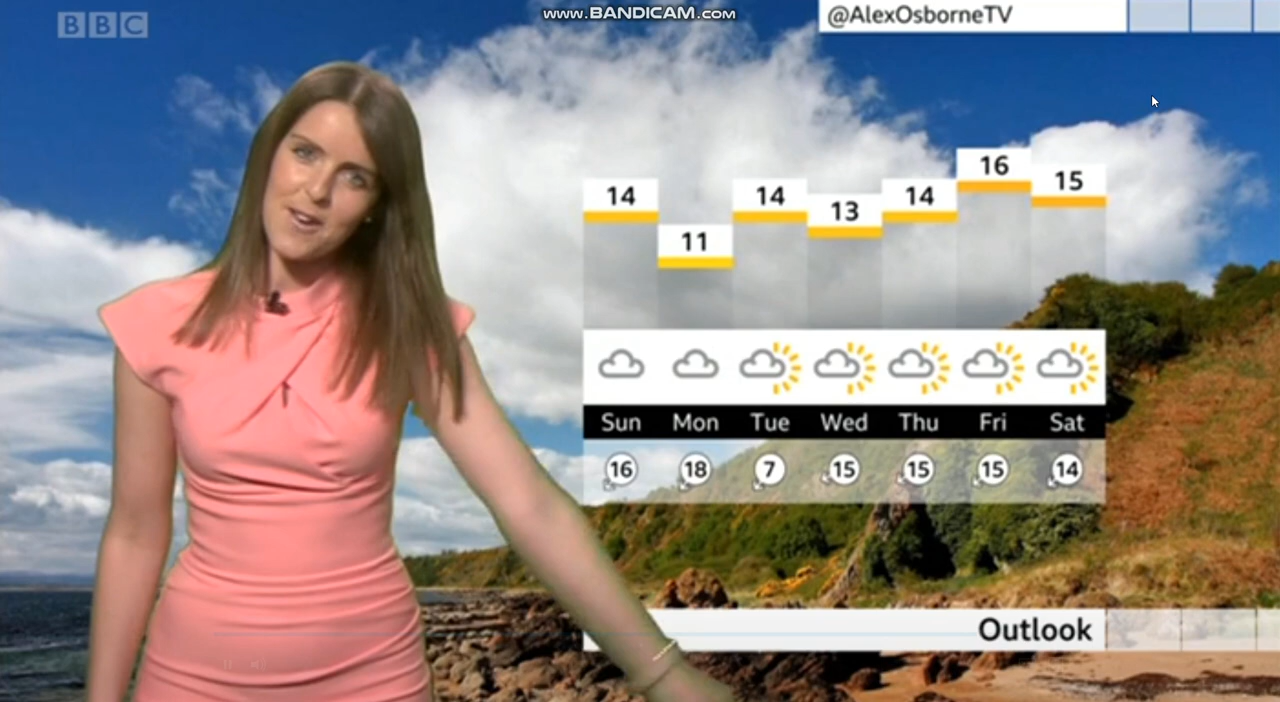 BBC
www.BANDICAM.com
@AlexOsborneTV
14 11 14 13 14 16 15
Sun Mon Tue Wed Thu Fri Sat
16 18 7 15 15 15 14
Outlook